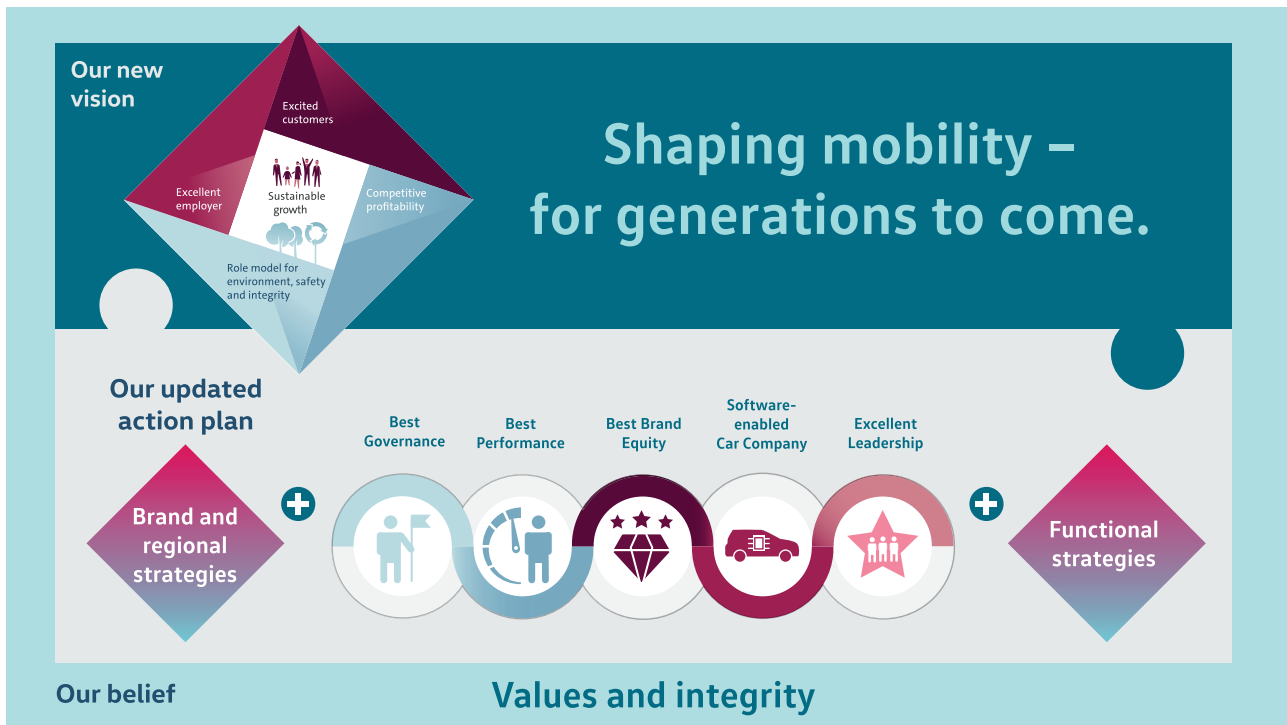 Our new
vision
Excited
customers
Excellent
employer
Sustainable
growth
Competitive
profitability
Role model for
environment, safety
and integrity
Shaping mobility –
for generations to come.
Our updated
action plan
Brand and
regional
strategies
Best
Governance
Best
Performance
Best Brand
Equity
Software-
enabled
Car Company
Excellent
Leadership
Functional
strategies
Our belief
Values and integrity